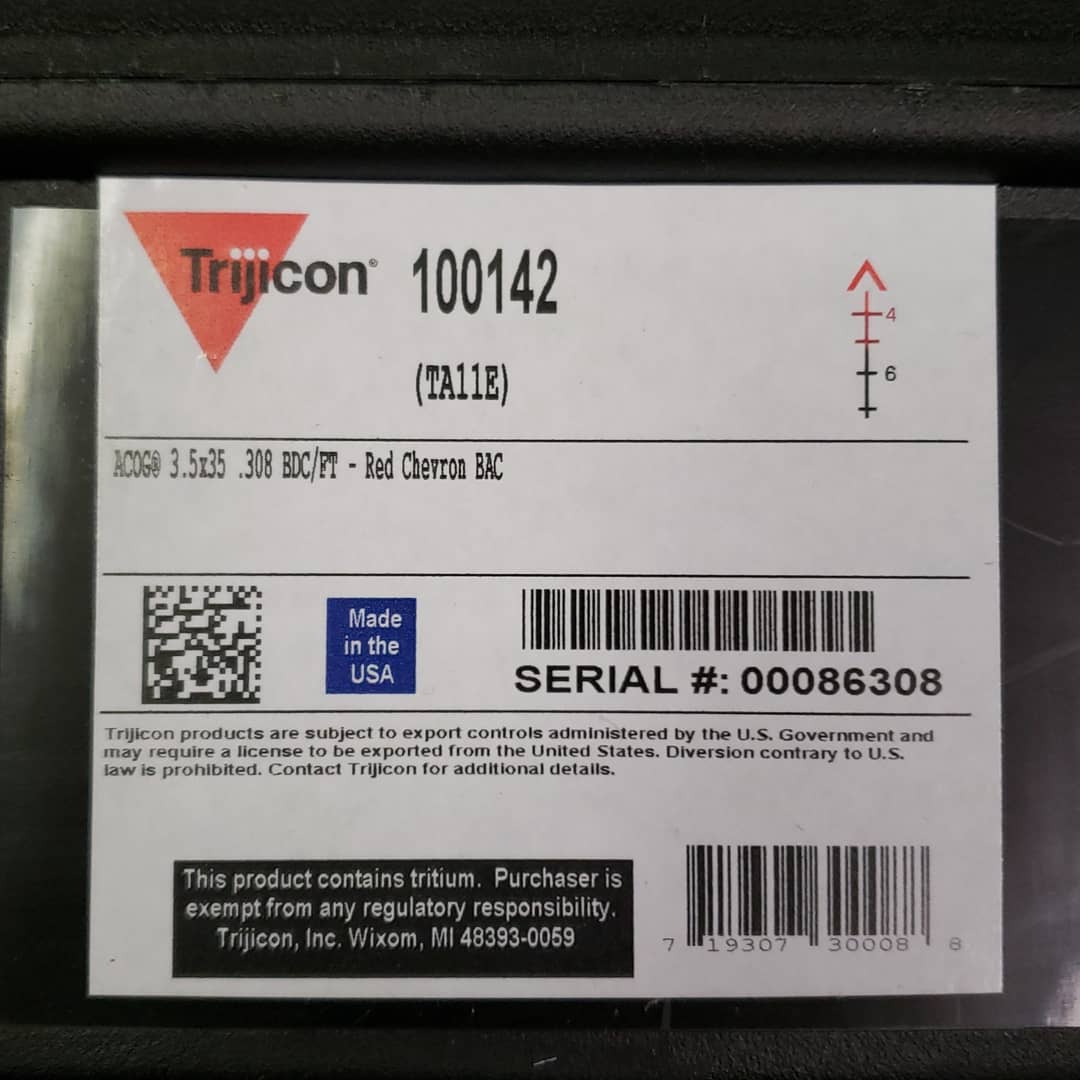 Trijicon® 100142
(TA11E)
4
6
ACOG® 3.5x35 .308 BDC/FT - Red Chevron BAC
Made
in the
USA
SERIAL #: 00086308
Trijicon products are subject to export controls administered by the U.S. Government and
may require a license to be exported from the United States. Diversion contrary to U.S.
law is prohibited. Contact Trijicon for additional details.
This product contains tritium. Purchaser is
exempt from any regulatory responsibility.
Trijicon, Inc. Wixom, MI 48393-0059
7 19307 30008 8